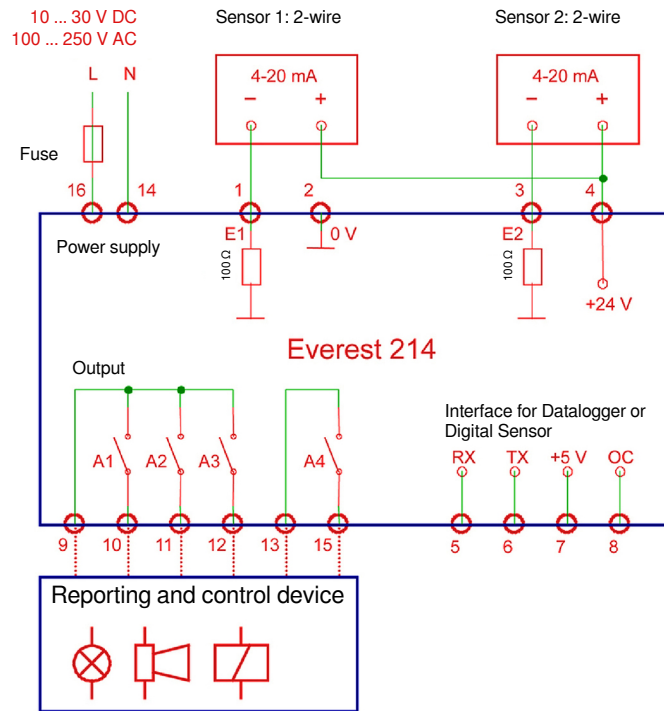 10 ... 30 V DC
100 ... 250 V AC
Sensor 1: 2-wire
Sensor 2: 2-wire
L N
4-20 mA
4-20 mA
− +
− +
Fuse
16 14 1 2 3 4
Power supply
E1 0 V E2
100 Ω
100 Ω
+24 V
Everest 214
Output
Interface for Datalogger or
Digital Sensor
A1 A2 A3 A4
RX TX +5 V OC
9 10 11 12 13 15 5 6 7 8
Reporting and control device